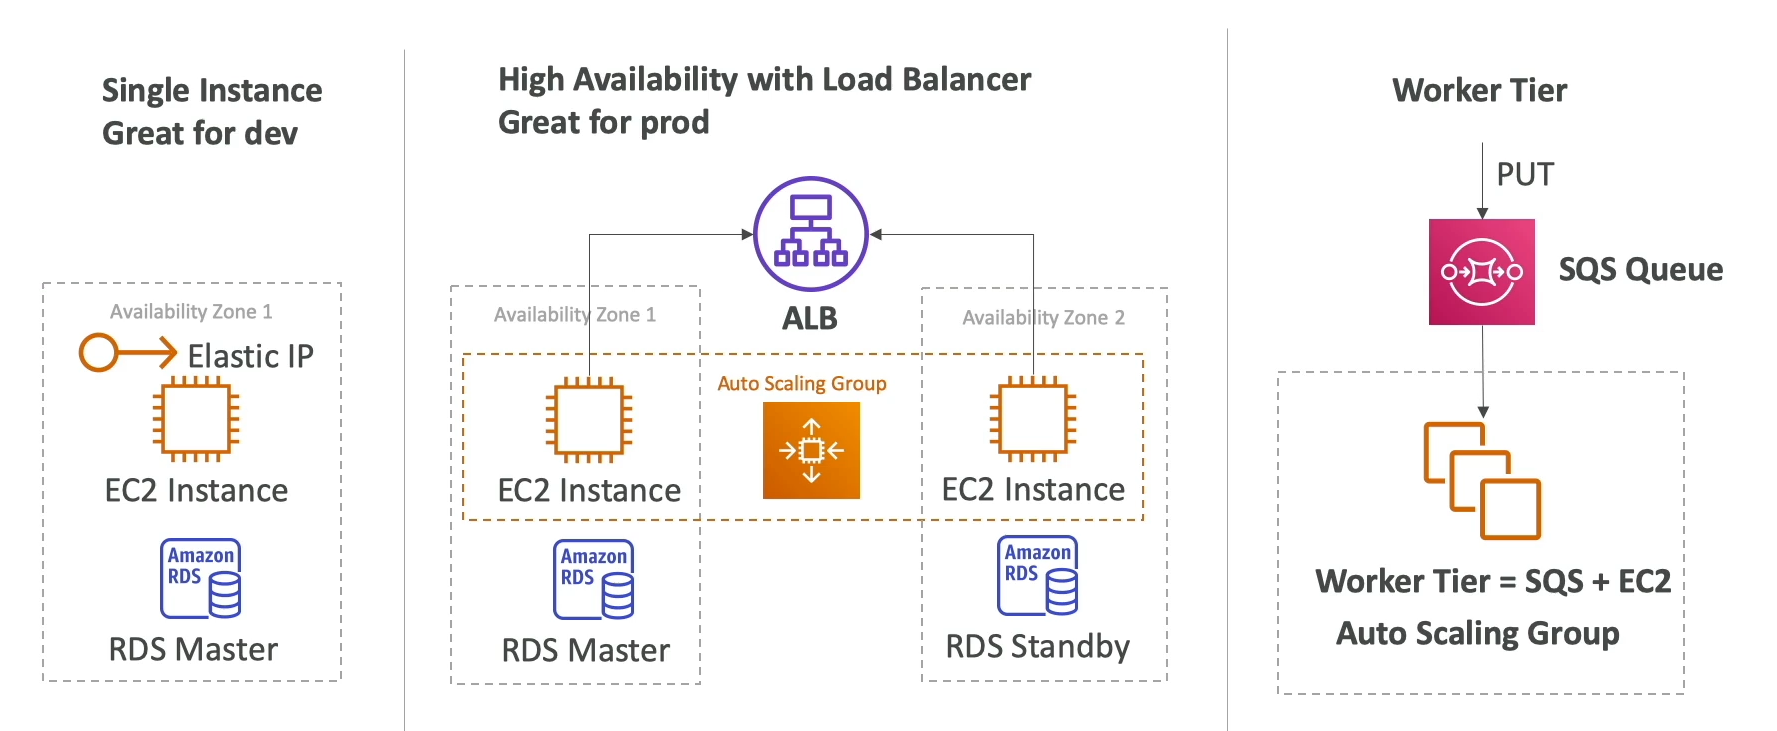 Single Instance
Great for dev
Availability Zone 1
Elastic IP
EC2 Instance
Amazon
RDS
RDS Master
High Availability with Load Balancer
Great for prod
ALB
Availability Zone 1
Availability Zone 2
Auto Scaling Group
EC2 Instance
EC2 Instance
Amazon
RDS
RDS Master
Amazon
RDS
RDS Standby
Worker Tier
PUT
SQS Queue
Worker Tier = SQS + EC2
Auto Scaling Group